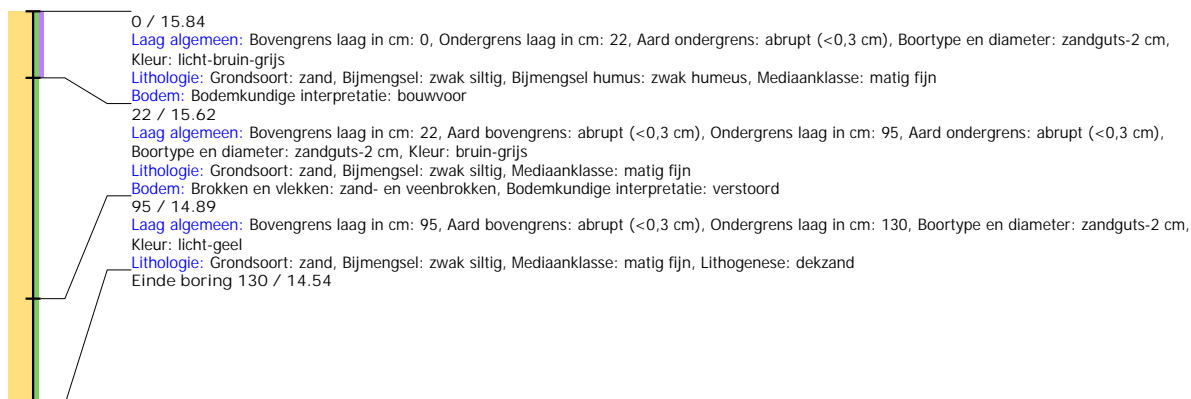 0 / 15.84
Laag algemeen: Bovengrens laag in cm: 0, Ondergrens laag in cm: 22, Aard ondergrens: abrupt (<0,3 cm), Boortype en diameter: zandguts-2 cm,
Kleur: licht-bruin-grijs
Lithologie: Grondsoort: zand, Bijmengsel: zwak siltig, Bijmengsel humus: zwak humeus, Mediaanklasse: matig fijn
Bodem: Bodemkundige interpretatie: bouwvoor
22 / 15.62
Laag algemeen: Bovengrens laag in cm: 22, Aard bovengrens: abrupt (<0,3 cm), Ondergrens laag in cm: 95, Aard ondergrens: abrupt (<0,3 cm),
Boortype en diameter: zandguts-2 cm, Kleur: bruin-grijs
Lithologie: Grondsoort: zand, Bijmengsel: zwak siltig, Mediaanklasse: matig fijn
Bodem: Brokken en vlekken: zand- en veenbrokken, Bodemkundige interpretatie: verstoord
95 / 14.89
Laag algemeen: Bovengrens laag in cm: 95, Aard bovengrens: abrupt (<0,3 cm), Ondergrens laag in cm: 130, Boortype en diameter: zandguts-2 cm,
Kleur: licht-geel
Lithologie: Grondsoort: zand, Bijmengsel: zwak siltig, Mediaanklasse: matig fijn, Lithogenese: dekzand
Einde boring 130 / 14.54